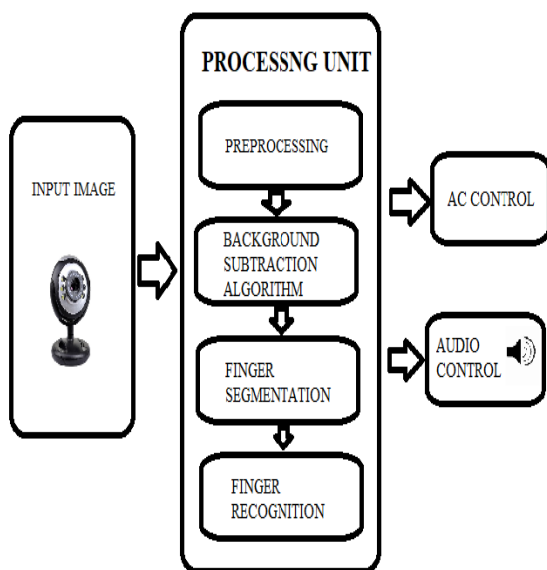 INPUT IMAGE
PROCESSNG UNIT
PREPROCESSING
BACKGROUND
SUBTRACTION
ALGORITHM
FINGER
SEGMENTATION
FINGER
RECOGNITION
AC CONTROL
AUDIO
CONTROL